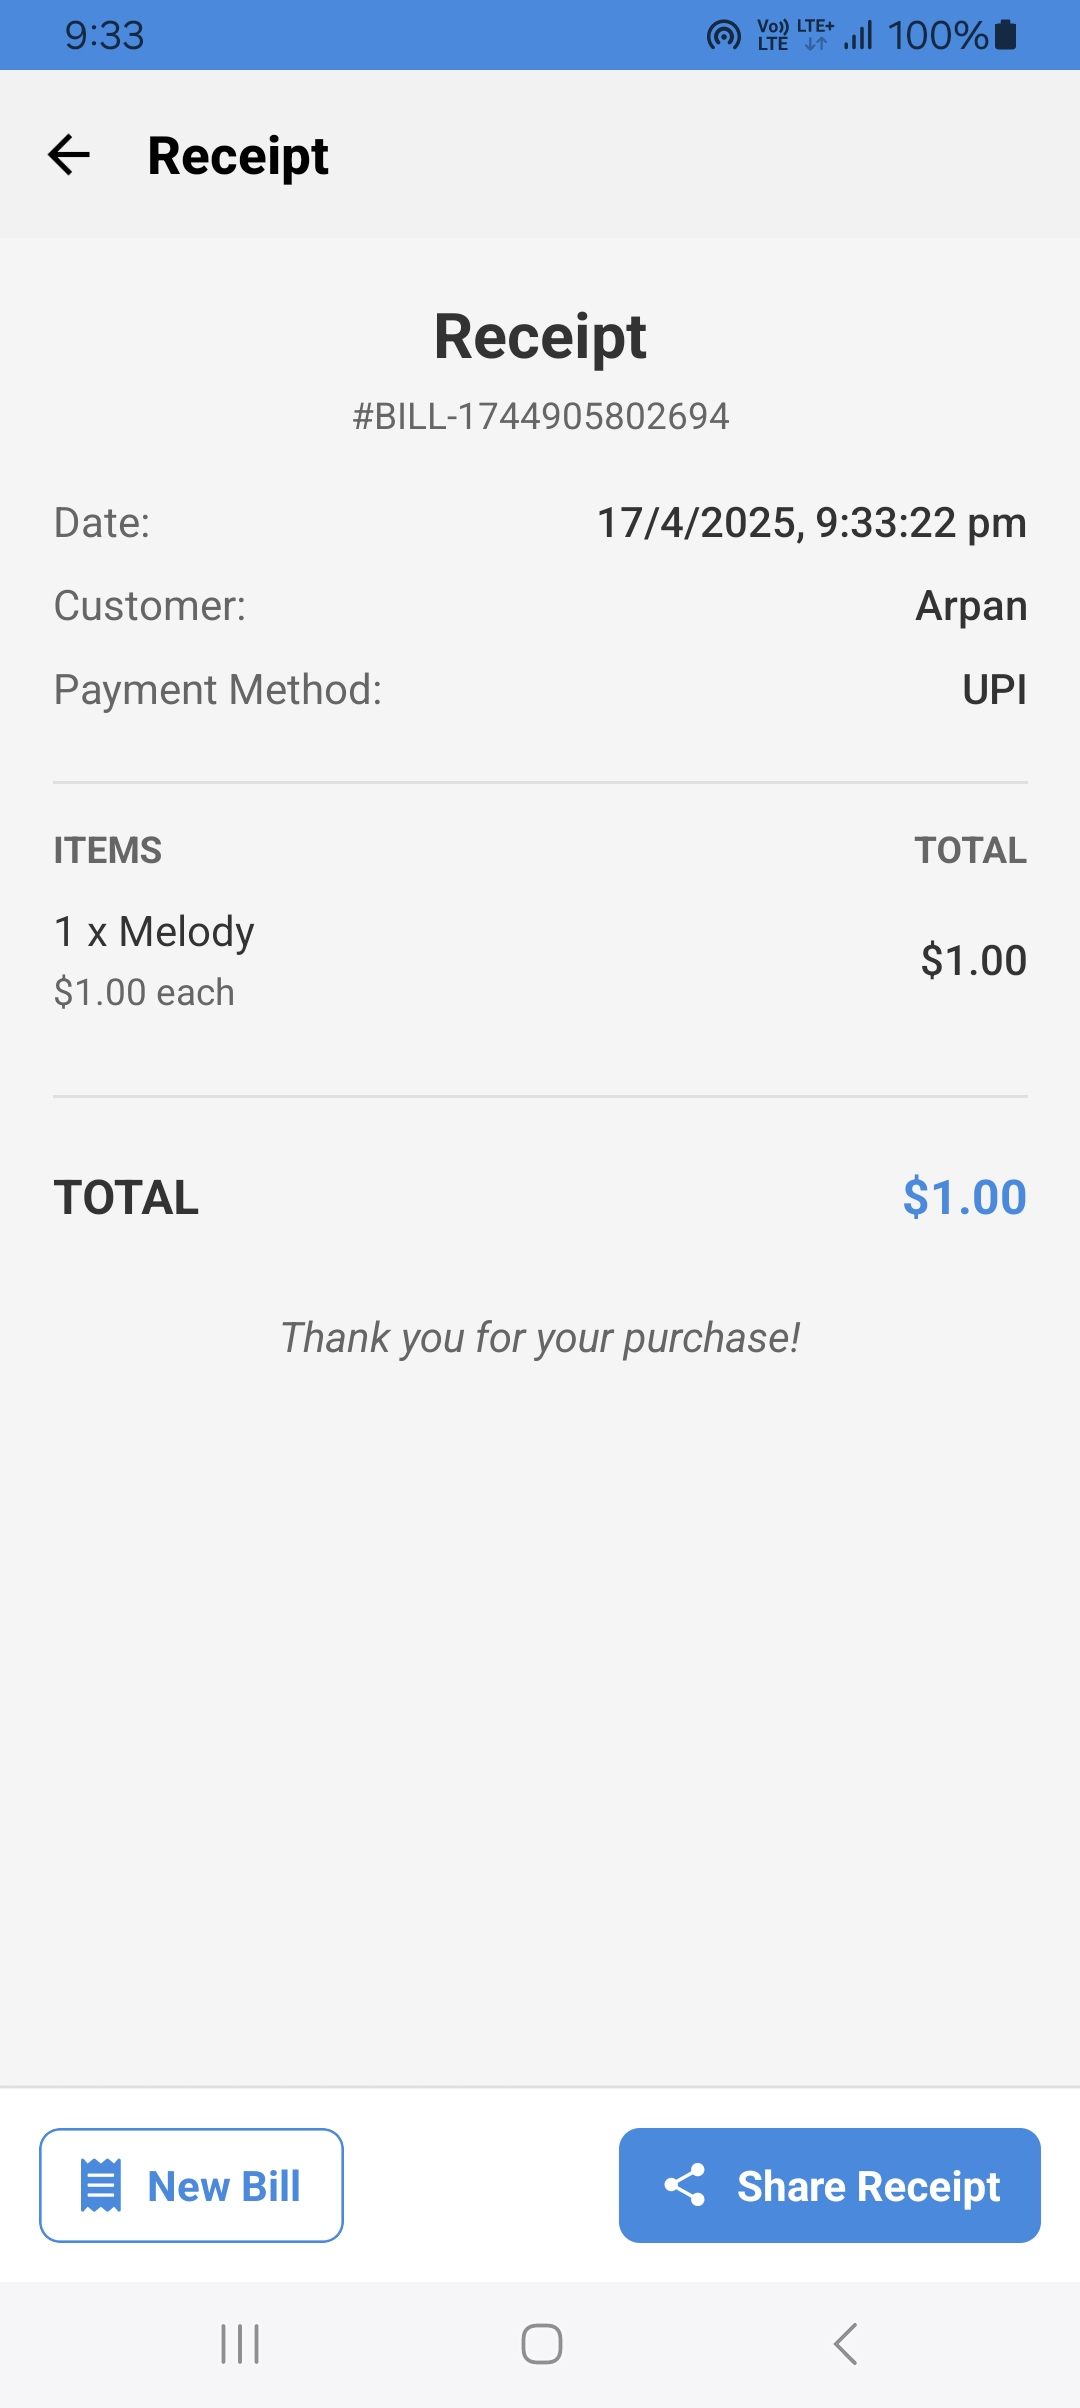 9:33
Vo)) LTE LTE+ 100%
Receipt
Receipt
#BILL-1744905802694
Date: 17/4/2025, 9:33:22 pm
Customer: Arpan
Payment Method: UPI
ITEMS TOTAL
1 x Melody
$1.00 each
$1.00
TOTAL $1.00
Thank you for your purchase!
New Bill
Share Receipt